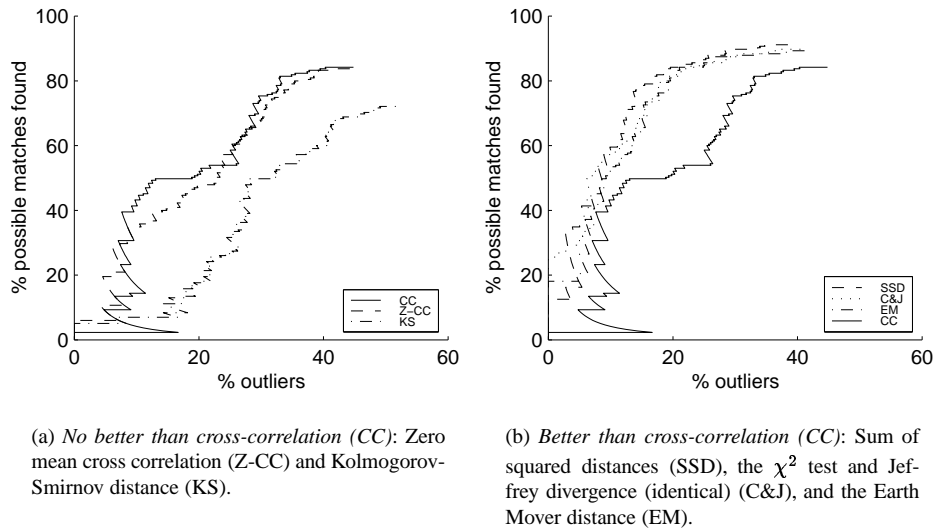 100
80
60
40
20
0
0
20
40
60
% possible matches found
% outliers
CC
Z−CC
KS
100
80
60
40
20
0
0
20
40
60
% possible matches found
% outliers
SSD
C&J
EM
CC
(a) No better than cross-correlation (CC): Zero
mean cross correlation (Z-CC) and Kolmogorov-
Smirnov distance (KS).
(b) Better than cross-correlation (CC): Sum of
squared distances (SSD), the χ² test and Jef-
frey divergence (identical) (C&J), and the Earth
Mover distance (EM).